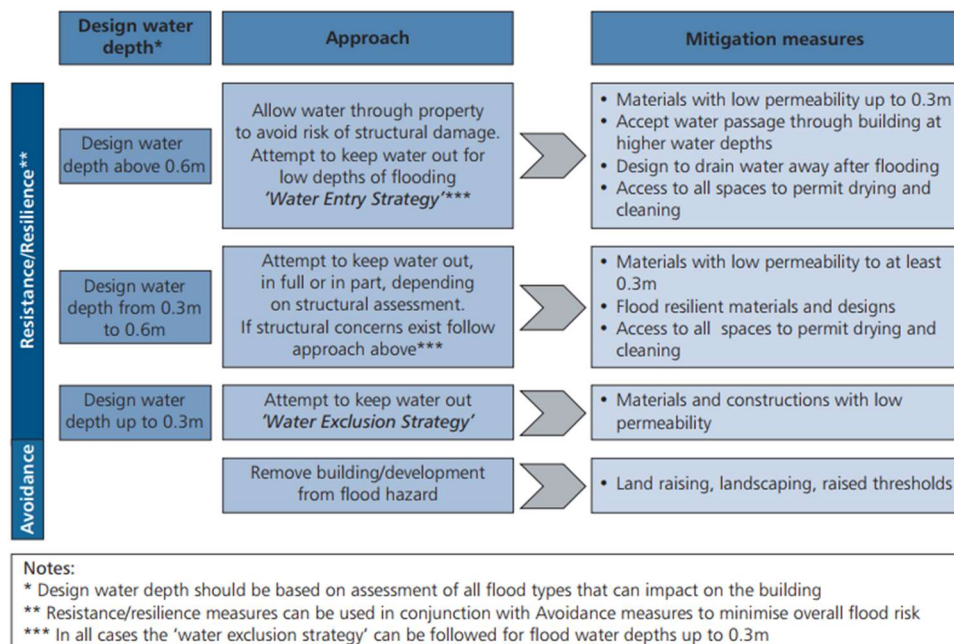 Design water
depth*
Approach
Mitigation measures
Resistance/Resilience**
Design water
depth above 0.6m
Allow water through property
to avoid risk of structural damage.
Attempt to keep water out for
low depths of flooding
'Water Entry Strategy'***
• Materials with low permeability up to 0.3m
• Accept water passage through building at
higher water depths
• Design to drain water away after flooding
• Access to all spaces to permit drying and
cleaning
Design water
depth from 0.3m
to 0.6m
Attempt to keep water out,
in full or in part, depending
on structural assessment.
If structural concerns exist follow
approach above***
• Materials with low permeability to at least
0.3m
• Flood resilient materials and designs
• Access to all spaces to permit drying and
cleaning
Design water
depth up to 0.3m
Attempt to keep water out
'Water Exclusion Strategy'
• Materials and constructions with low
permeability
Avoidance
Remove building/development
from flood hazard
• Land raising, landscaping, raised thresholds
Notes:
* Design water depth should be based on assessment of all flood types that can impact on the building
** Resistance/resilience measures can be used in conjunction with Avoidance measures to minimise overall flood risk
*** In all cases the 'water exclusion strategy' can be followed for flood water depths up to 0.3m